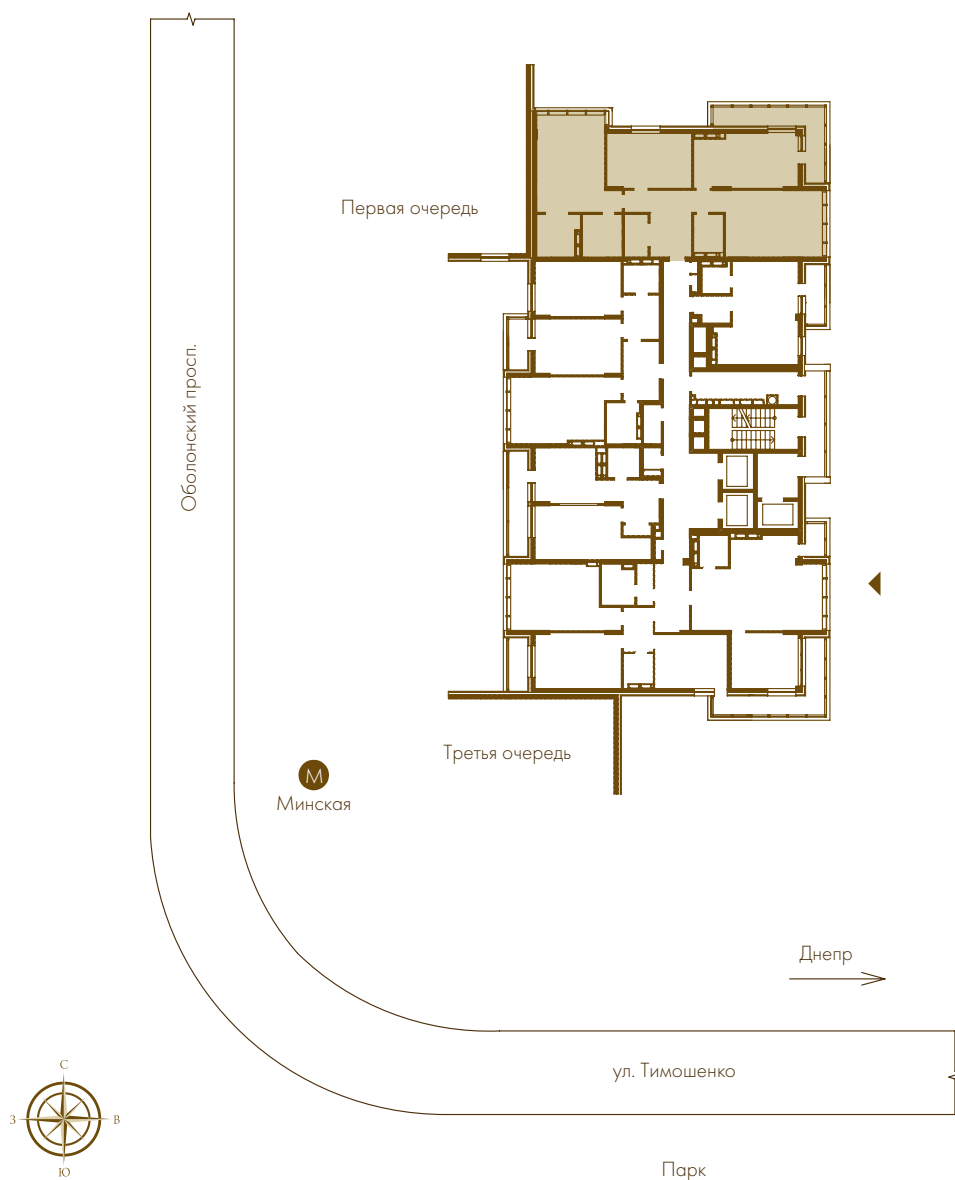 Первая очередь
Оболонский просп.
Третья очередь
М
Минская
Днепр
ул. Тимошенко
С
З
В
Ю
Парк